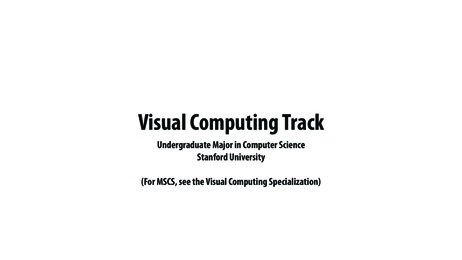 Visual Computing Track
Undergraduate Major in Computer Science
Stanford University
(For MSCS, see the Visual Computing Specialization)